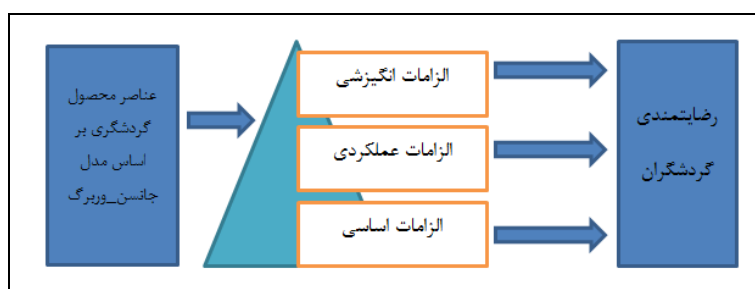 عناصر محصول
گردشگری بر
اساس مدل
جانسن_وربرگ
الزامات انگیزشی
الزامات عملکردی
الزامات اساسی
رضایتمندی
گردشگران